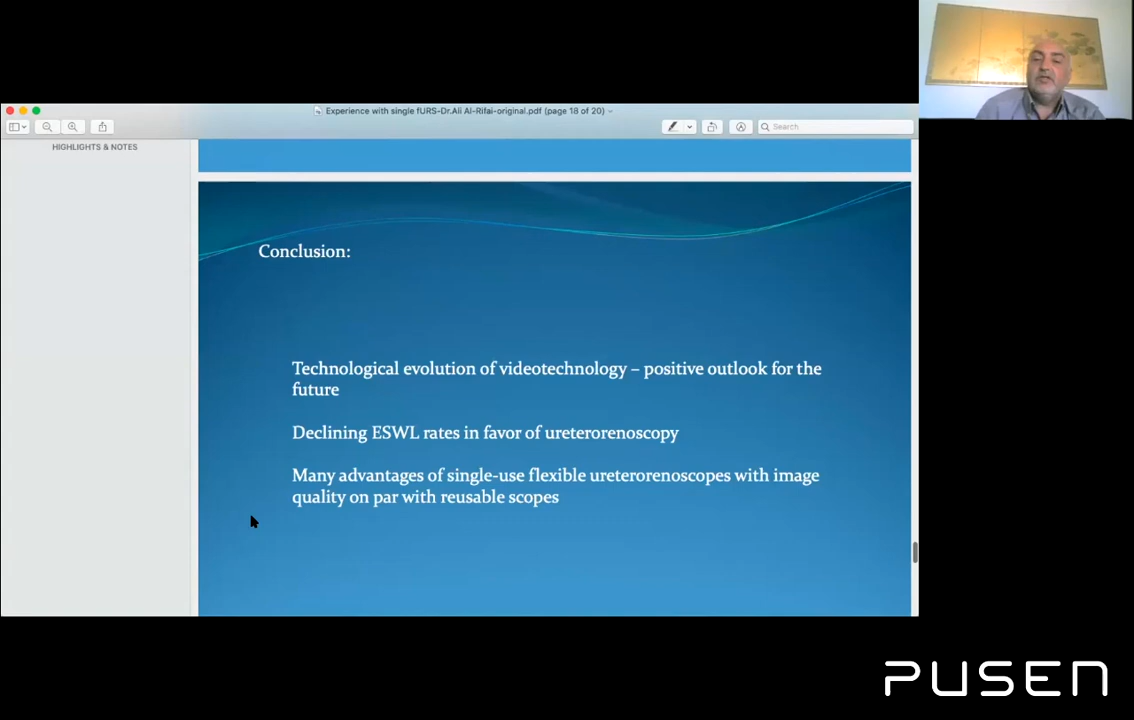 Experience with single fURS-Dr.Ali Al-Rifai-original.pdf (page 18 of 20)
Search
HIGHLIGHTS & NOTES
Conclusion:
Technological evolution of videotechnology – positive outlook for the
future
Declining ESWL rates in favor of ureterorenoscopy
Many advantages of single-use flexible ureterorenoscopes with image
quality on par with reusable scopes
PUSEN